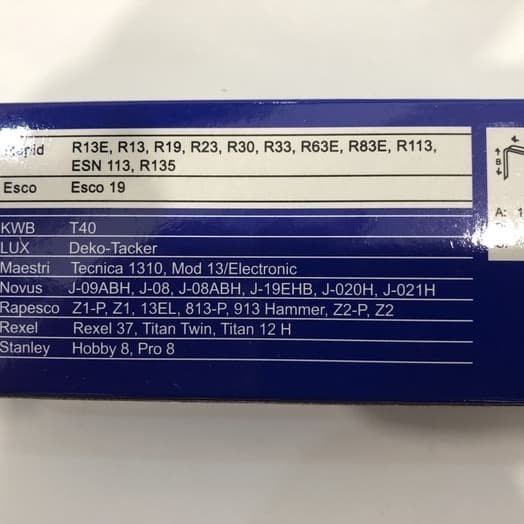 Rapid R13E, R13, R19, R23, R30, R33, R63E, R83E, R113,
ESN 113, R135
Esco Esco 19
KWB T40
LUX Deko-Tacker
Maestri Tecnica 1310, Mod 13/Electronic
Novus J-09ABH, J-08, J-08ABH, J-19EHB, J-020H, J-021H
Rapesco Z1-P, Z1, 13EL, 813-P, 913 Hammer, Z2-P, Z2
Rexel Rexel 37, Titan Twin, Titan 12 H
Stanley Hobby 8, Pro 8
B
A: 1